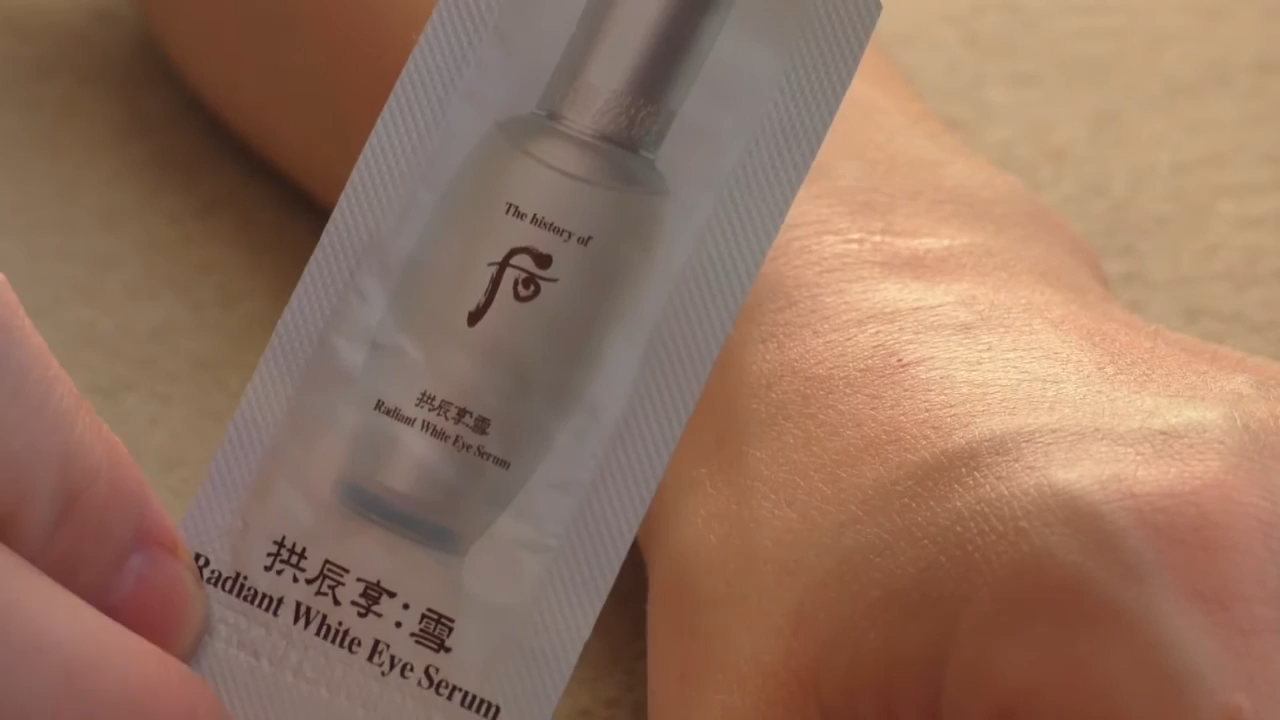 The history of
后
拱辰享:雪
Radiant White Eye Serum
拱辰享:雪
Radiant White Eye Serum